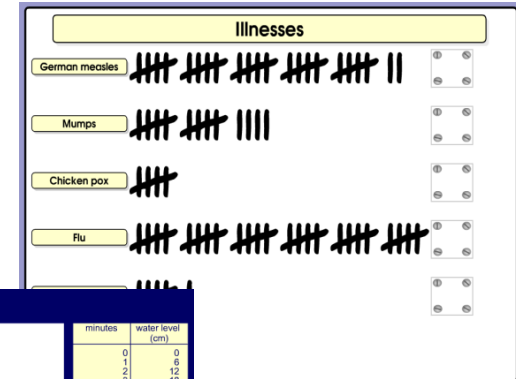 Illnesses
German measles
Mumps
Chicken pox
Flu
minutes water level
(cm)
0 0
1 6
2 12